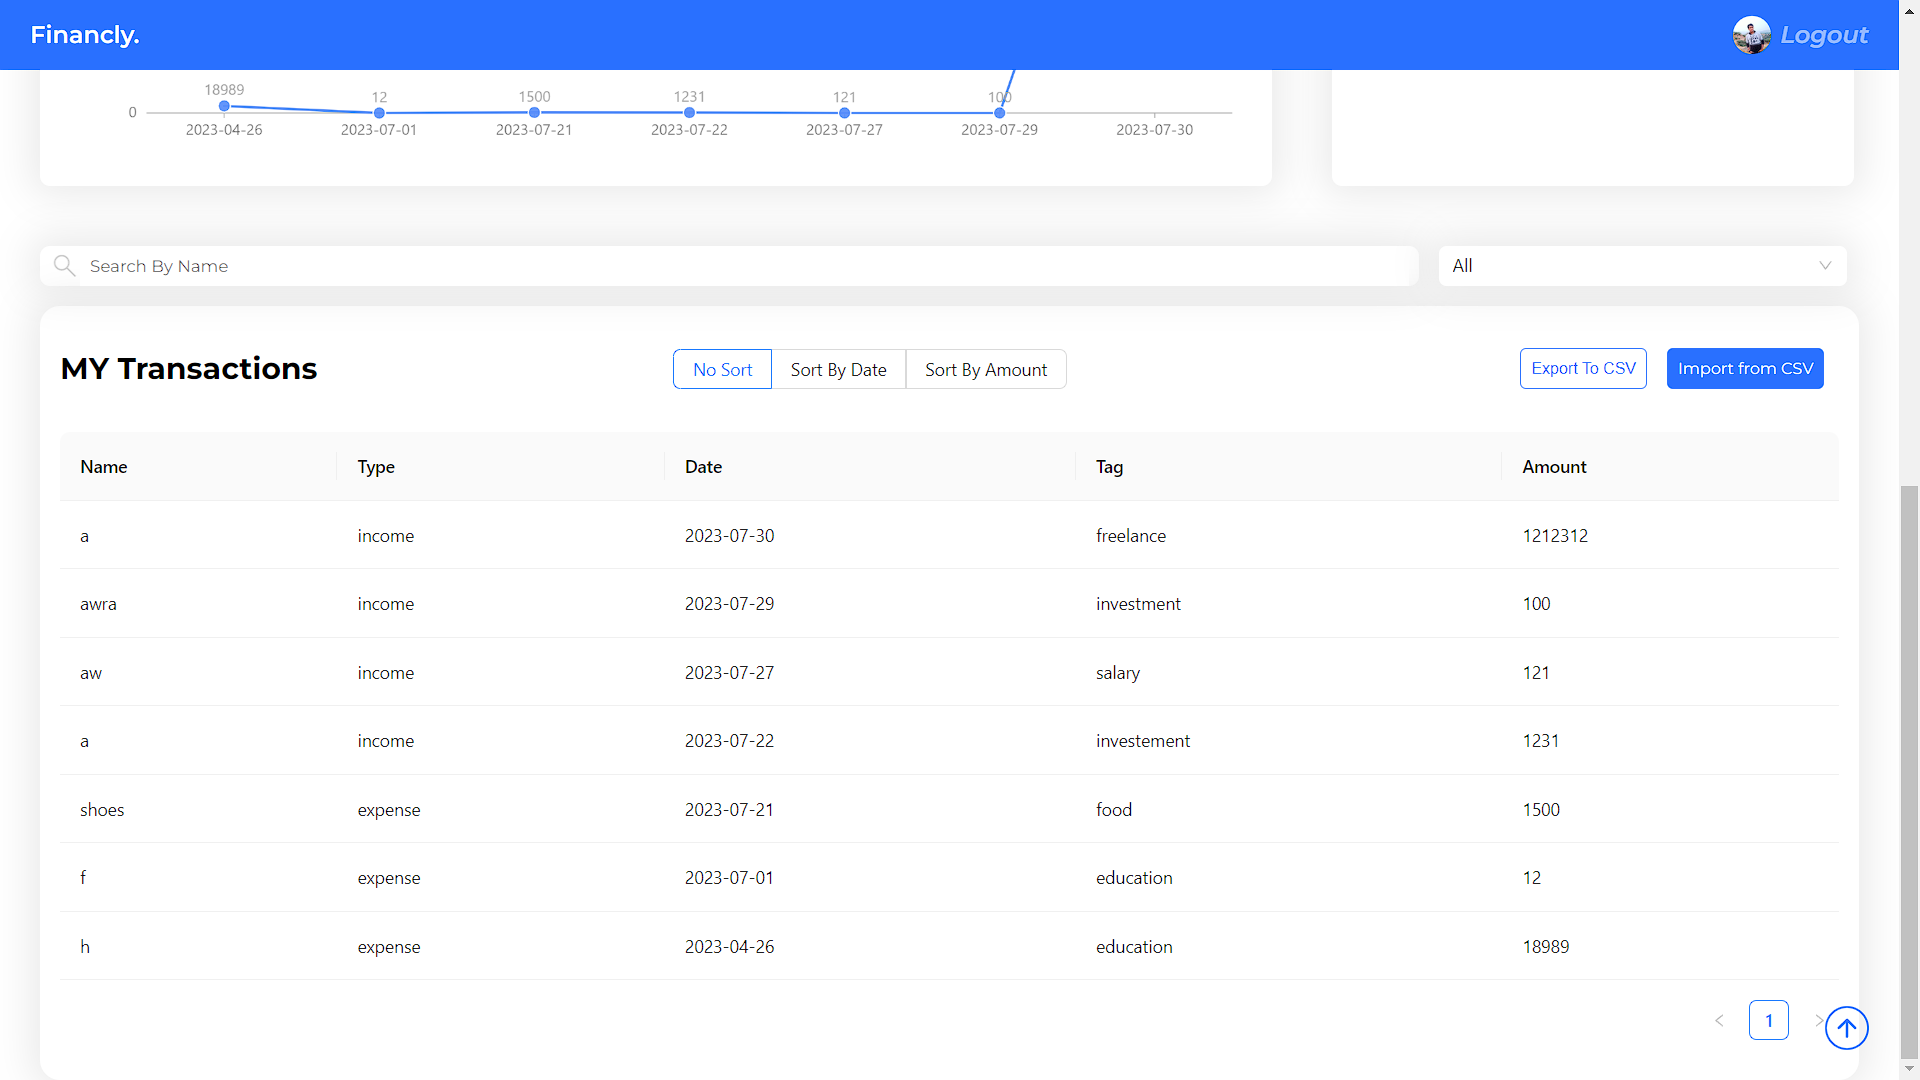 Financly.
Logout
18989
12
1500
1231
121
100
0
2023-04-26
2023-07-01
2023-07-21
2023-07-22
2023-07-27
2023-07-29
2023-07-30
Search By Name
All
MY Transactions
No Sort
Sort By Date
Sort By Amount
Export To CSV
Import from CSV
Name Type Date Tag Amount
a income 2023-07-30 freelance 1212312
awra income 2023-07-29 investment 100
aw income 2023-07-27 salary 121
a income 2023-07-22 investement 1231
shoes expense 2023-07-21 food 1500
f expense 2023-07-01 education 12
h expense 2023-04-26 education 18989
1